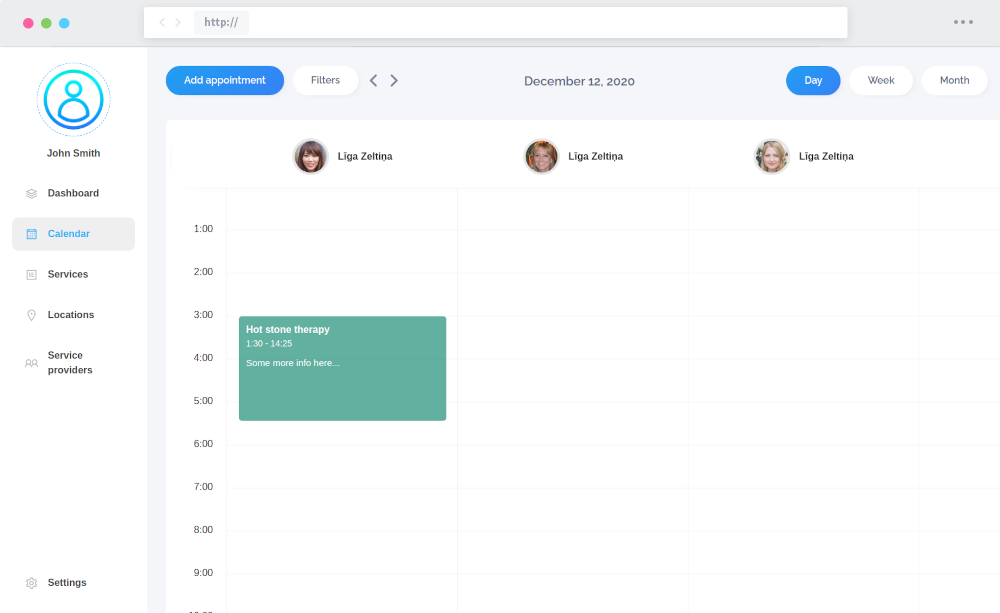 http://
Add appointment
Filters
December 12, 2020
Day
Week
Month
John Smith
Dashboard
Calendar
Services
Locations
Service
providers
Settings
Līga Zeltiņa
Līga Zeltiņa
Līga Zeltiņa
1:00
2:00
3:00
Hot stone therapy
1:30 - 14:25
4:00
Some more info here...
5:00
6:00
7:00
8:00
9:00